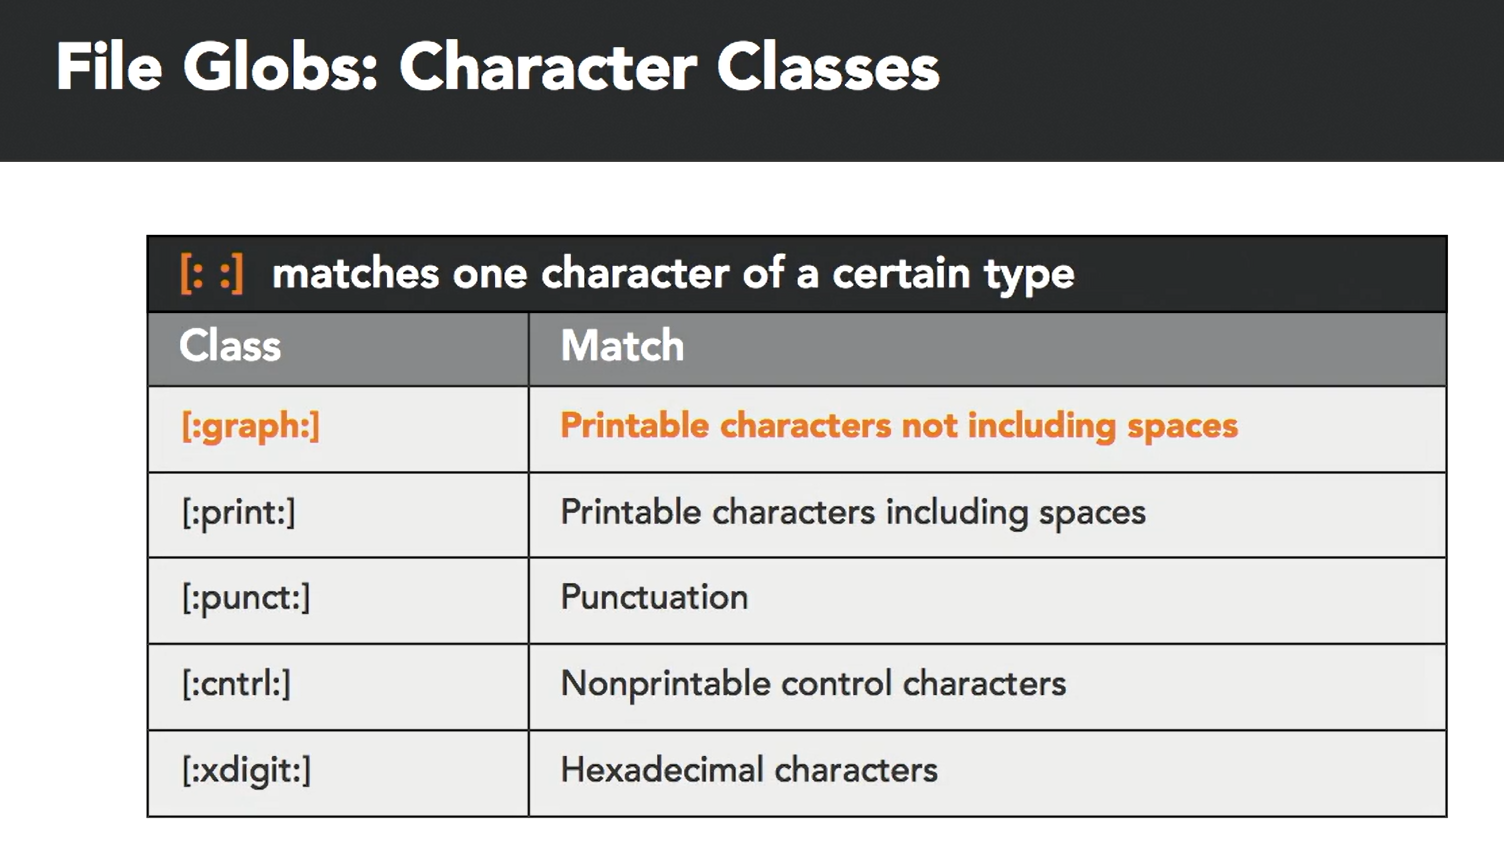 File Globs: Character Classes
[: :] matches one character of a certain type
Class Match
[:graph:] Printable characters not including spaces
[:print:] Printable characters including spaces
[:punct:] Punctuation
[:cntrl:] Nonprintable control characters
[:xdigit:] Hexadecimal characters